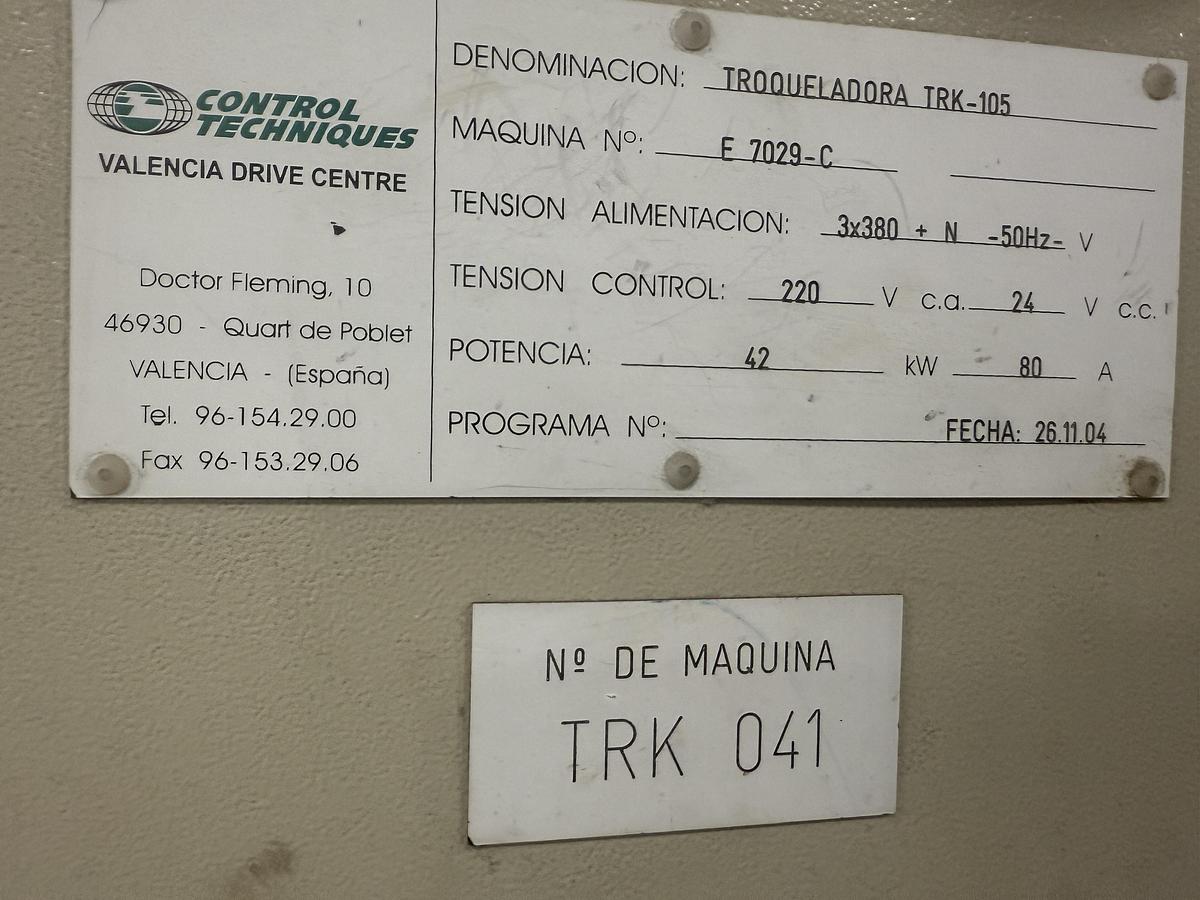 CONTROL
TECHNIQUES
VALENCIA DRIVE CENTRE
Doctor Fleming, 10
46930 - Quart de Poblet
VALENCIA - (España)
Tel. 96-154.29.00
Fax 96-153.29.06
DENOMINACION: TROQUELADORA TRK-105
MAQUINA Nº: E 7029-C
TENSION ALIMENTACION: 3x380 + N -50Hz- V
TENSION CONTROL: 220 V c.a. 24 V c.c.
POTENCIA: 42 kW 80 A
PROGRAMA Nº: FECHA: 26.11.04
Nº DE MAQUINA
TRK 041